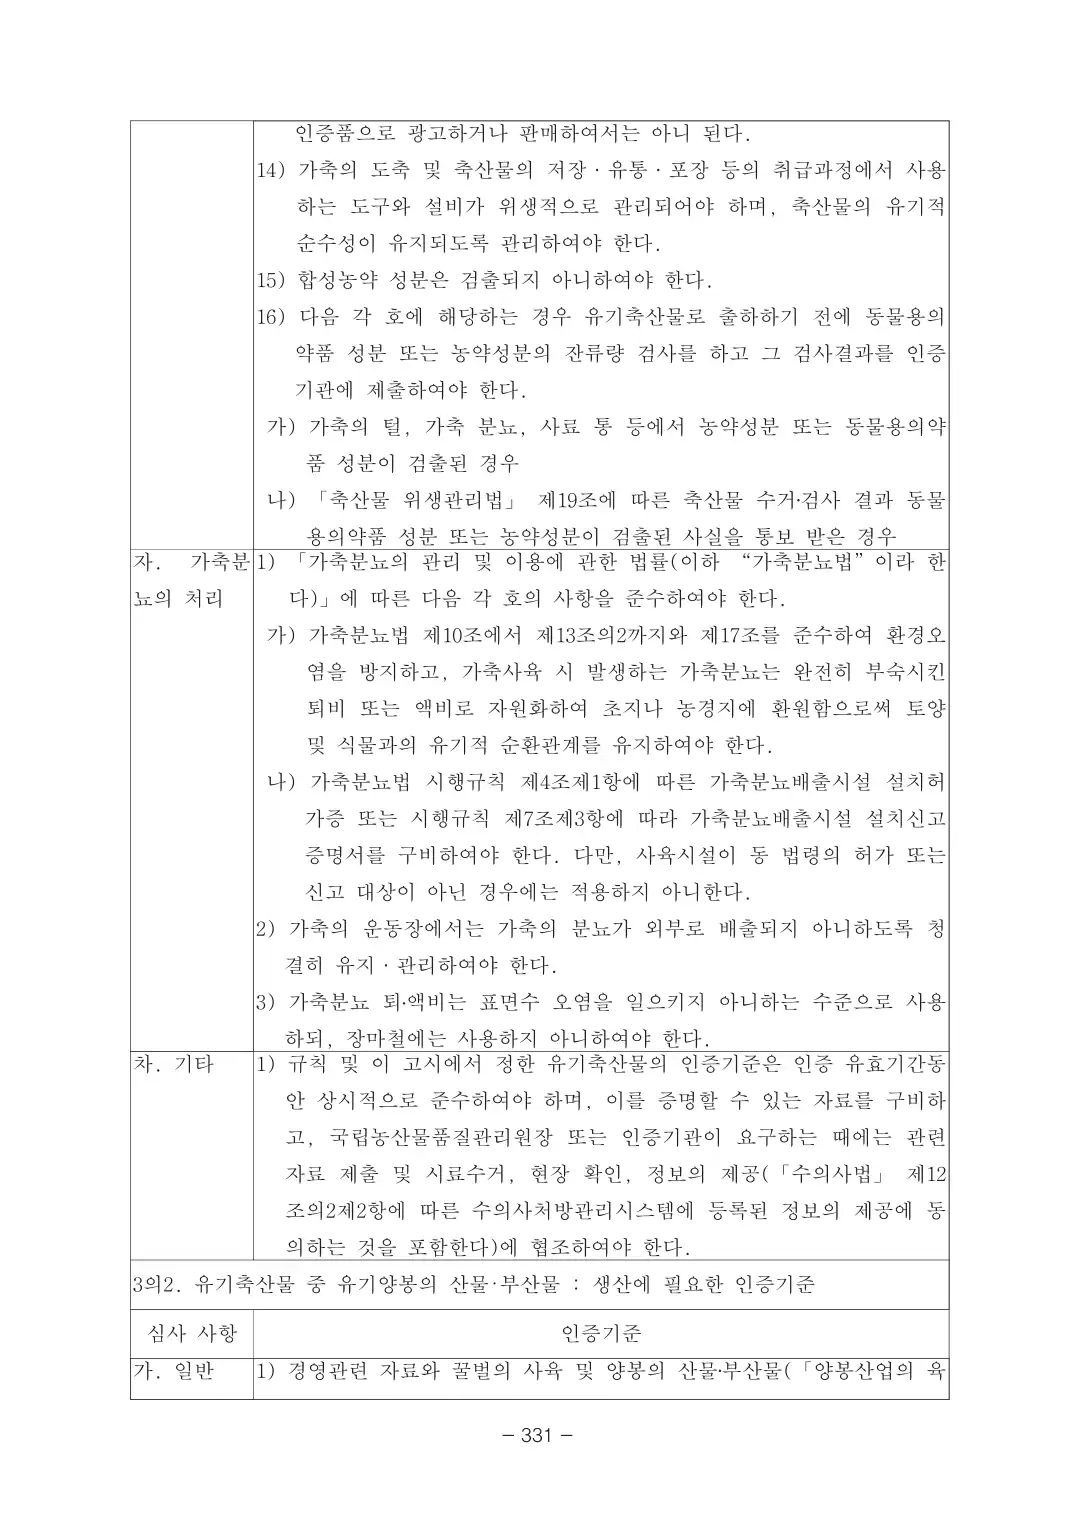 인증품으로 광고하거나 판매하여서는 아니 된다.
14) 가축의 도축 및 축산물의 저장·유통·포장 등의 취급과정에서 사용
하는 도구와 설비가 위생적으로 관리되어야 하며, 축산물의 유기적
순수성이 유지되도록 관리하여야 한다.
15) 합성농약 성분은 검출되지 아니하여야 한다.
16) 다음 각 호에 해당하는 경우 유기축산물로 출하하기 전에 동물용의
약품 성분 또는 농약성분의 잔류량 검사를 하고 그 검사결과를 인증
기관에 제출하여야 한다.
가) 가축의 털, 가축 분뇨, 사료 통 등에서 농약성분 또는 동물용의약
품 성분이 검출된 경우
나) 「축산물 위생관리법」 제19조에 따른 축산물 수거·검사 결과 동물
용의약품 성분 또는 농약성분이 검출된 사실을 통보 받은 경우
자. 가축분
뇨의 처리
1) 「가축분뇨의 관리 및 이용에 관한 법률(이하 “가축분뇨법”이라 한
다)」에 따른 다음 각 호의 사항을 준수하여야 한다.
가) 가축분뇨법 제10조에서 제13조의2까지와 제17조를 준수하여 환경오
염을 방지하고, 가축사육 시 발생하는 가축분뇨는 완전히 부숙시킨
퇴비 또는 액비로 자원화하여 초지나 농경지에 환원함으로써 토양
및 식물과의 유기적 순환관계를 유지하여야 한다.
나) 가축분뇨법 시행규칙 제4조제1항에 따른 가축분뇨배출시설 설치허
가증 또는 시행규칙 제7조제3항에 따라 가축분뇨배출시설 설치신고
증명서를 구비하여야 한다. 다만, 사육시설이 동 법령의 허가 또는
신고 대상이 아닌 경우에는 적용하지 아니한다.
2) 가축의 운동장에서는 가축의 분뇨가 외부로 배출되지 아니하도록 청
결히 유지·관리하여야 한다.
3) 가축분뇨 퇴·액비는 표면수 오염을 일으키지 아니하는 수준으로 사용
하되, 장마철에는 사용하지 아니하여야 한다.
차. 기타
1) 규칙 및 이 고시에서 정한 유기축산물의 인증기준은 인증 유효기간동
안 상시적으로 준수하여야 하며, 이를 증명할 수 있는 자료를 구비하
고, 국립농산물품질관리원장 또는 인증기관이 요구하는 때에는 관련
자료 제출 및 시료수거, 현장 확인, 정보의 제공(「수의사법」 제12
조의2제2항에 따른 수의사처방관리시스템에 등록된 정보의 제공에 동
의하는 것을 포함한다)에 협조하여야 한다.
3의2. 유기축산물 중 유기양봉의 산물·부산물 : 생산에 필요한 인증기준
심사 사항
인증기준
가. 일반
1) 경영관련 자료와 꿀벌의 사육 및 양봉의 산물·부산물(「양봉산업의 육
- 331 -